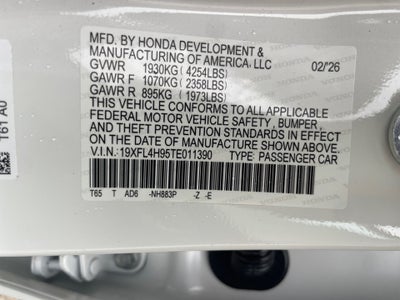 MFD. BY HONDA DEVELOPMENT &
MANUFACTURING OF AMERICA, LLC
GVWR 1930KG (4254LBS) 02/'26
GAWR F 1070KG (2358LBS)
GAWR R 895KG (1973LBS)
THIS VEHICLE CONFORMS TO ALL APPLICABLE
FEDERAL MOTOR VEHICLE SAFETY, BUMPER,
AND THEFT PREVENTION STANDARDS IN EFFECT
ON THE DATE OF MANUFACTURE SHOWN ABOVE.
V.I.N.: 19XFL4H95TE011390 TYPE: PASSENGER CAR
T65 T AD6 -NH883P -Z -E
T61 A0